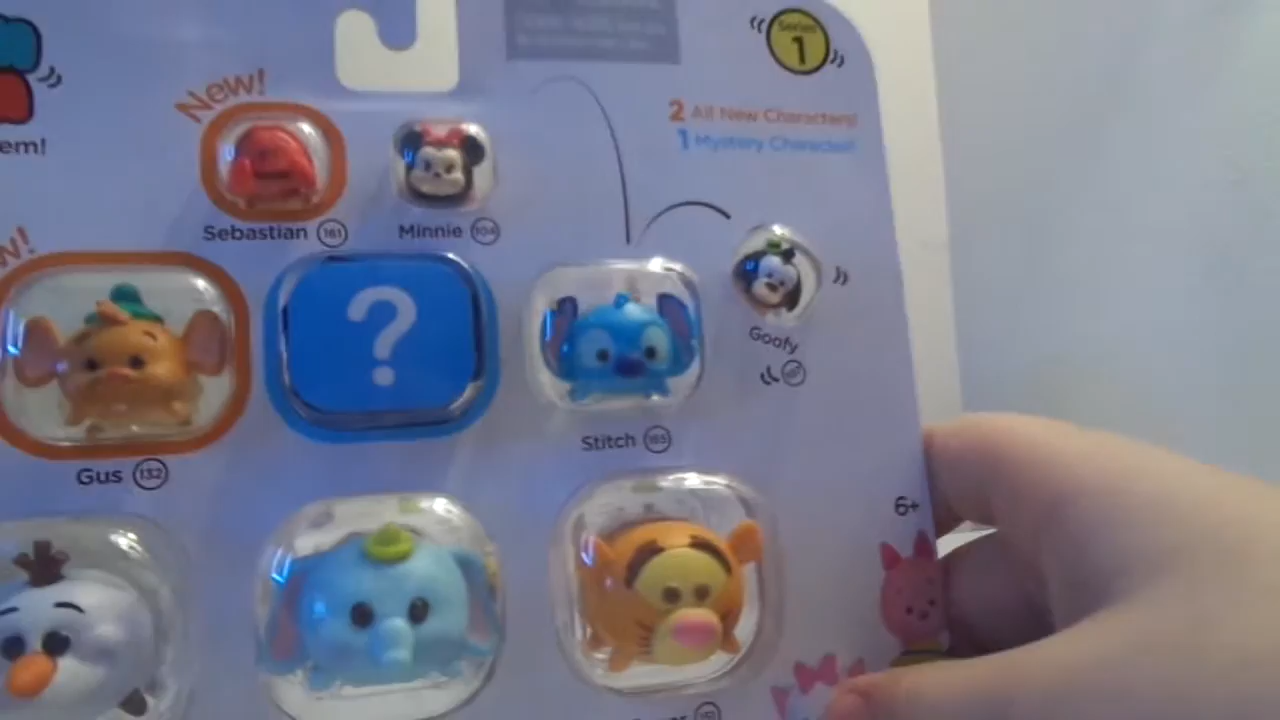 Series
1
2 All New Characters!
1 Mystery Character!
New!
em!
Sebastian 161
Minnie 104
w!
?
Goofy
Stitch
Gus 132
6+